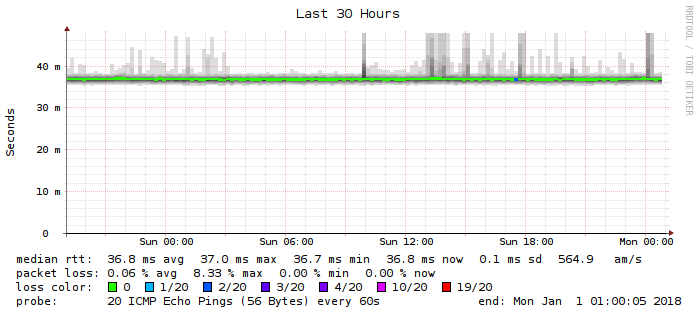 Last 30 Hours
RRDTOOL / TOBI OETIKER
Seconds
40 m
30 m
20 m
10 m
0
Sun 00:00 Sun 06:00 Sun 12:00 Sun 18:00 Mon 00:00
median rtt: 36.8 ms avg 37.0 ms max 36.7 ms min 36.8 ms now 0.1 ms sd 564.9 am/s
packet loss: 0.06 % avg 8.33 % max 0.00 % min 0.00 % now
loss color: 0 1/20 2/20 3/20 4/20 10/20 19/20
probe: 20 ICMP Echo Pings (56 Bytes) every 60s end: Mon Jan 1 01:00:05 2018